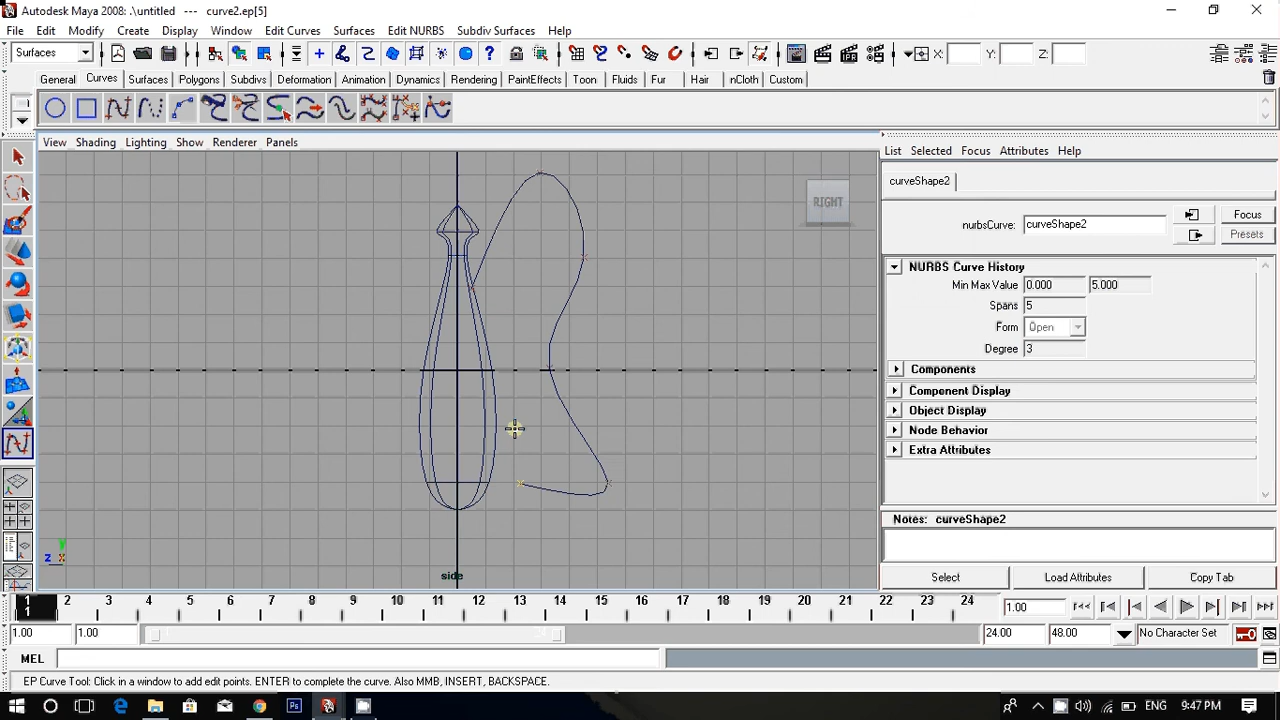 Autodesk Maya 2008: .\untitled --- curve2.ep[5]
File Edit Modify Create Display Window Edit Curves Surfaces Edit NURBS Subdiv Surfaces Help
Surfaces X: Y: Z:
General Curves Surfaces Polygons Subdivs Deformation Animation Dynamics Rendering PaintEffects Toon Fluids Fur Hair nCloth Custom
View Shading Lighting Show Renderer Panels
List Selected Focus Attributes Help
curveShape2
RIGHT
nurbsCurve: curveShape2
Focus
Presets
NURBS Curve History
Min Max Value 0.000 5.000
Spans 5
Form Open
Degree 3
Components
Component Display
Object Display
Node Behavior
Extra Attributes
Notes: curveShape2
y
z x
side
Select Load Attributes Copy Tab
1 2 3 4 5 6 7 8 9 10 11 12 13 14 15 16 17 18 19 20 21 22 23 24
1 1.00
1.00 1.00 24.00 48.00 No Character Set
MEL
EP Curve Tool: Click in a window to add edit points. ENTER to complete the curve. Also MMB, INSERT, BACKSPACE.
ENG 9:47 PM